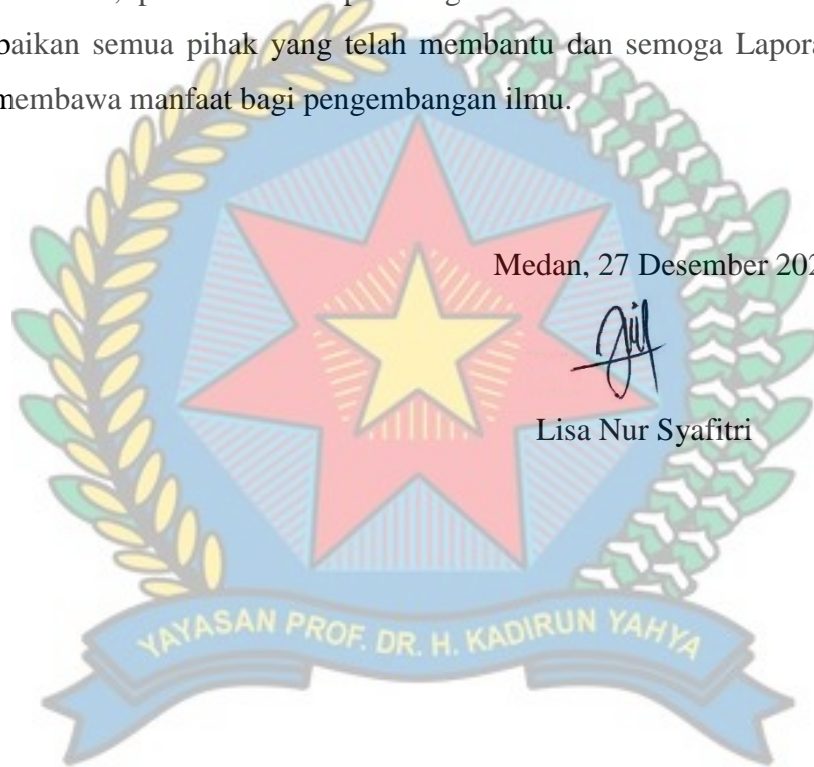 baikan semua pihak yang telah membantu dan semoga Lapora
membawa manfaat bagi pengembangan ilmu.
Medan, 27 Desember 202
Lisa Nur Syafitri
YAYASAN PROF. DR. H. KADIRUN YAHYA